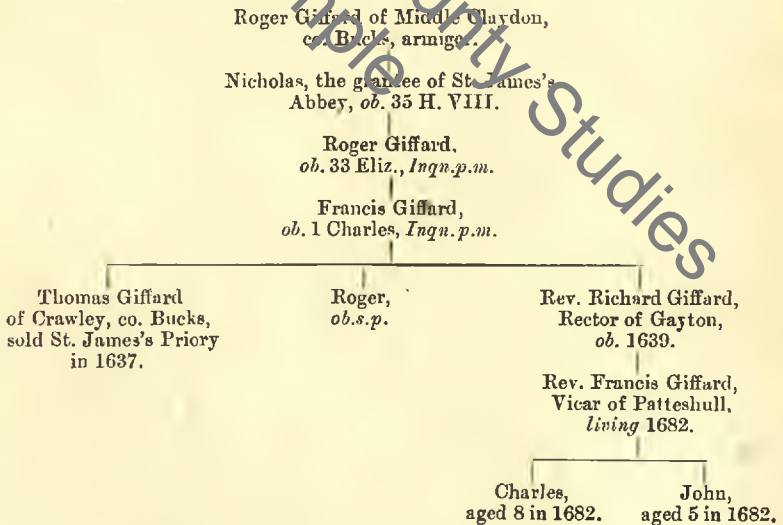 Roger Giffard of Middle Claydon,
co. Bucks, armiger.
Nicholas, the grantee of St. James's
Abbey, ob. 35 H. VIII.
Roger Giffard,
ob. 33 Eliz., Inqn.p.m.
Francis Giffard,
ob. 1 Charles, Inqn.p.m.
Thomas Giffard
of Crawley, co. Bucks,
sold St. James's Priory
in 1637.
Roger,
ob.s.p.
Rev. Richard Giffard,
Rector of Gayton,
ob. 1639.
Rev. Francis Giffard,
Vicar of Patteshull,
living 1682.
Charles,
aged 8 in 1682.
John,
aged 5 in 1682.
Studies